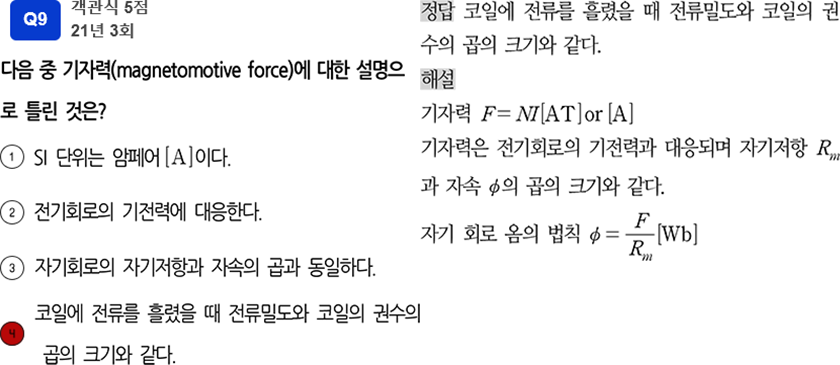 Q9
객관식 5점
21년 3회
다음 중 기자력(magnetomotive force)에 대한 설명으
로 틀린 것은?
① SI 단위는 암페어[A]이다.
② 전기회로의 기전력에 대응한다.
③ 자기회로의 자기저항과 자속의 곱과 동일하다.
④ 코일에 전류를 흘렸을 때 전류밀도와 코일의 권수의
곱의 크기와 같다.
정답 코일에 전류를 흘렸을 때 전류밀도와 코일의 권
수의 곱의 크기와 같다.
해설
기자력 F=NI[AT]or[A]
기자력은 전기회로의 기전력과 대응되며 자기저항 Rm
과 자속 ϕ의 곱의 크기와 같다.
자기 회로 옴의 법칙 ϕ=F/Rm[Wb]